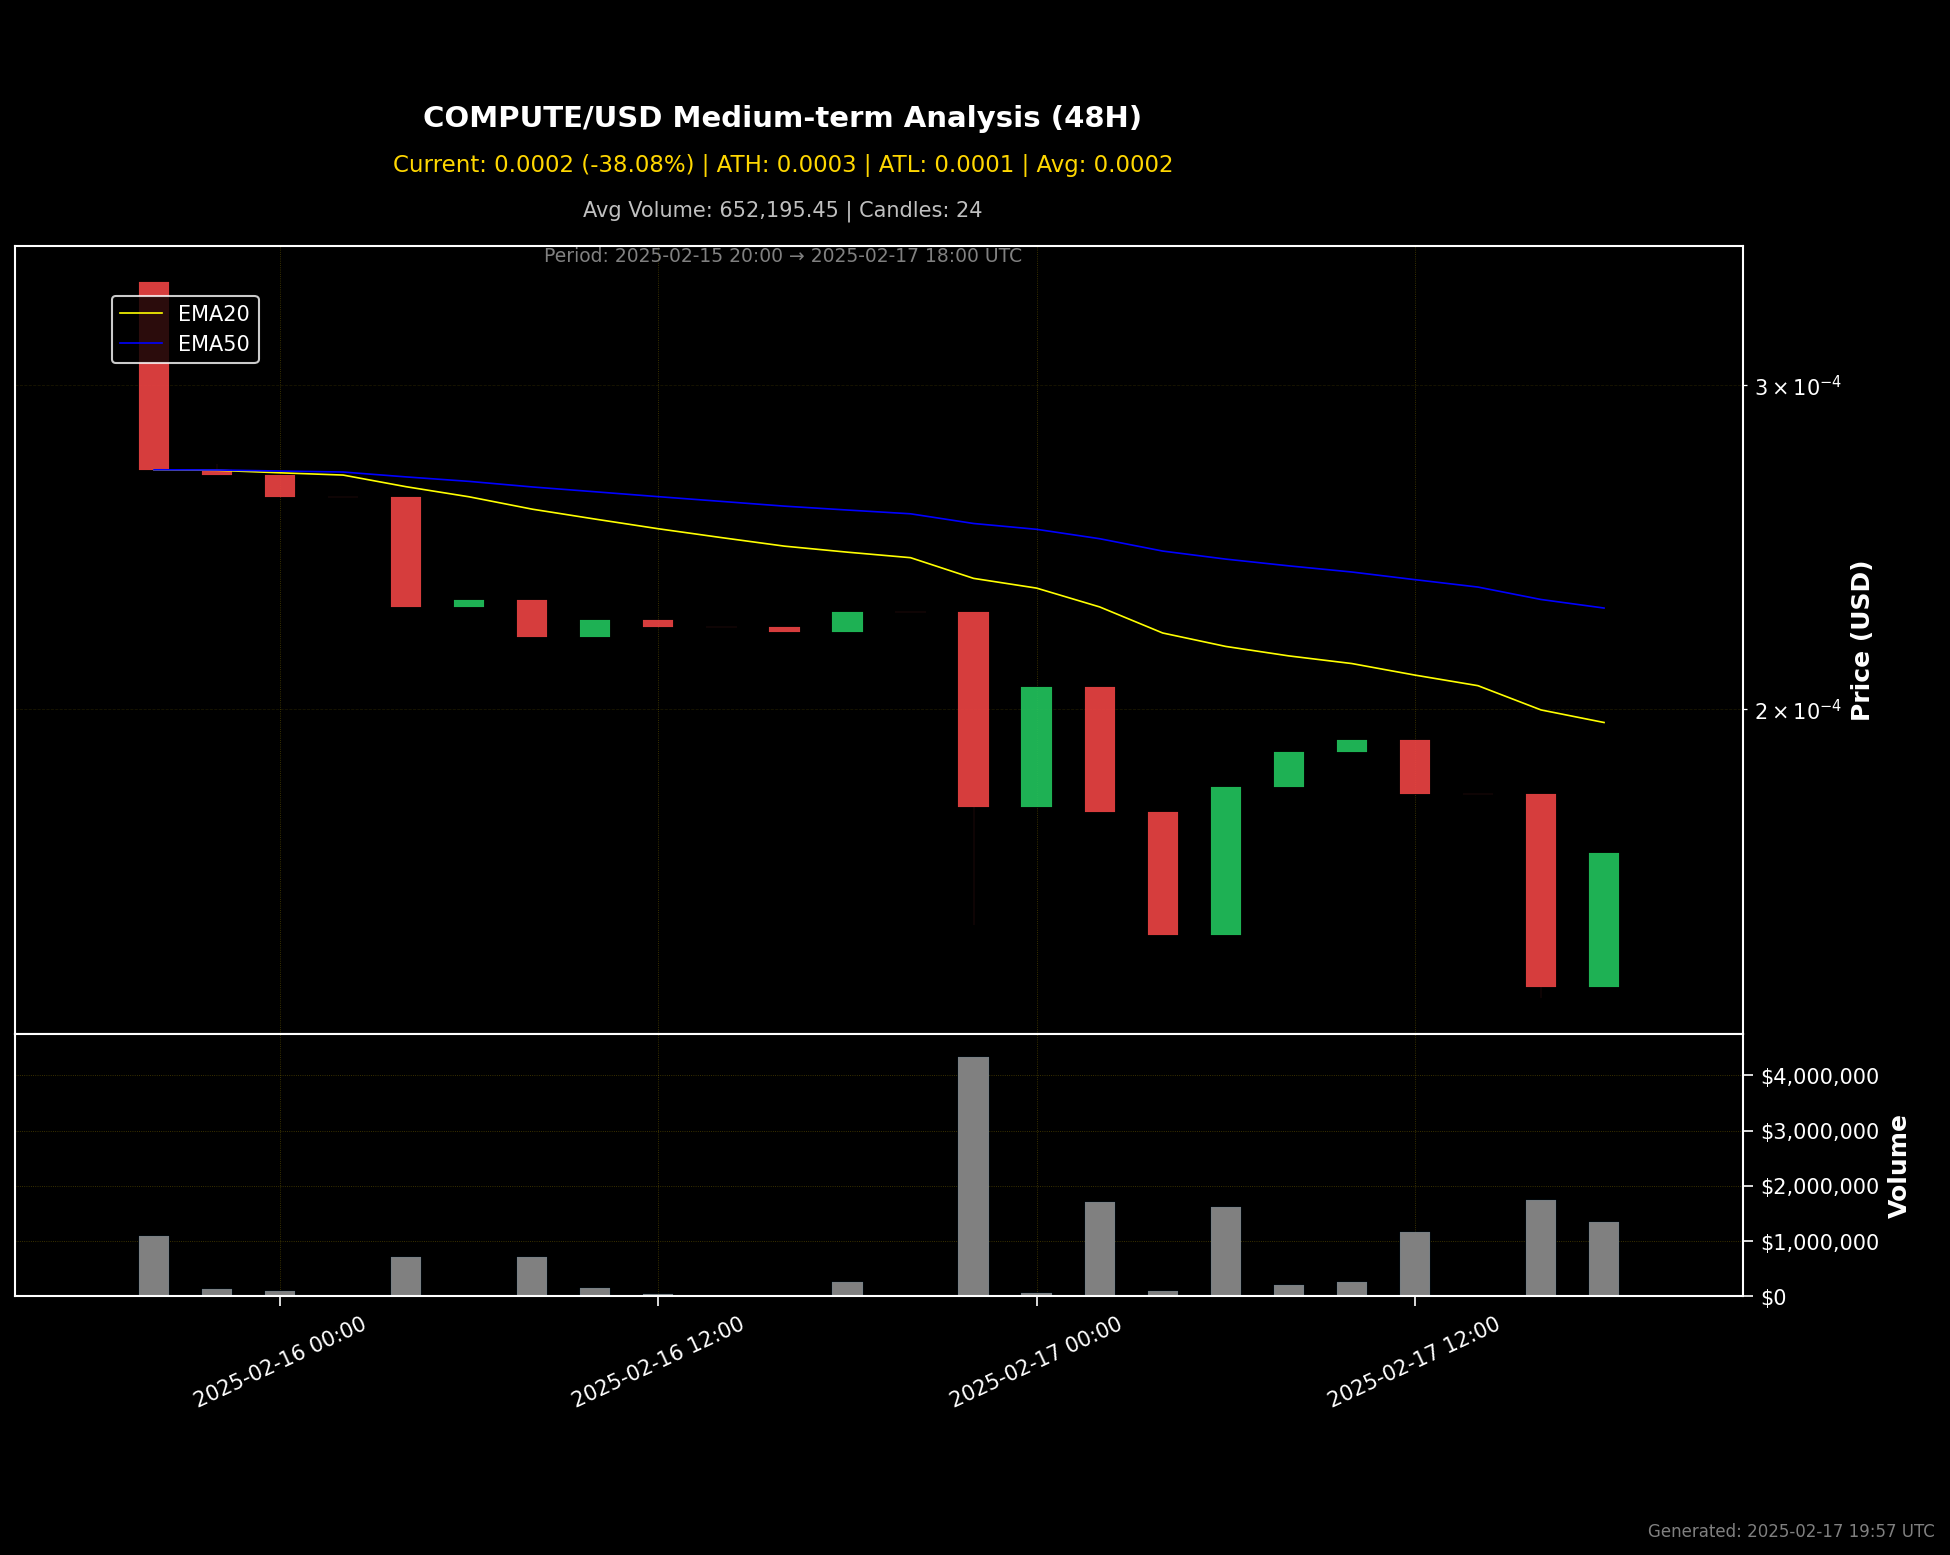 COMPUTE/USD Medium-term Analysis (48H)
Current: 0.0002 (-38.08%) | ATH: 0.0003 | ATL: 0.0001 | Avg: 0.0002
Avg Volume: 652,195.45 | Candles: 24
Period: 2025-02-15 20:00 → 2025-02-17 18:00 UTC
EMA20
EMA50
3 × 10⁻⁴
2 × 10⁻⁴
Price (USD)
$4,000,000
$3,000,000
$2,000,000
$1,000,000
$0
Volume
2025-02-16 00:00
2025-02-16 12:00
2025-02-17 00:00
2025-02-17 12:00
Generated: 2025-02-17 19:57 UTC